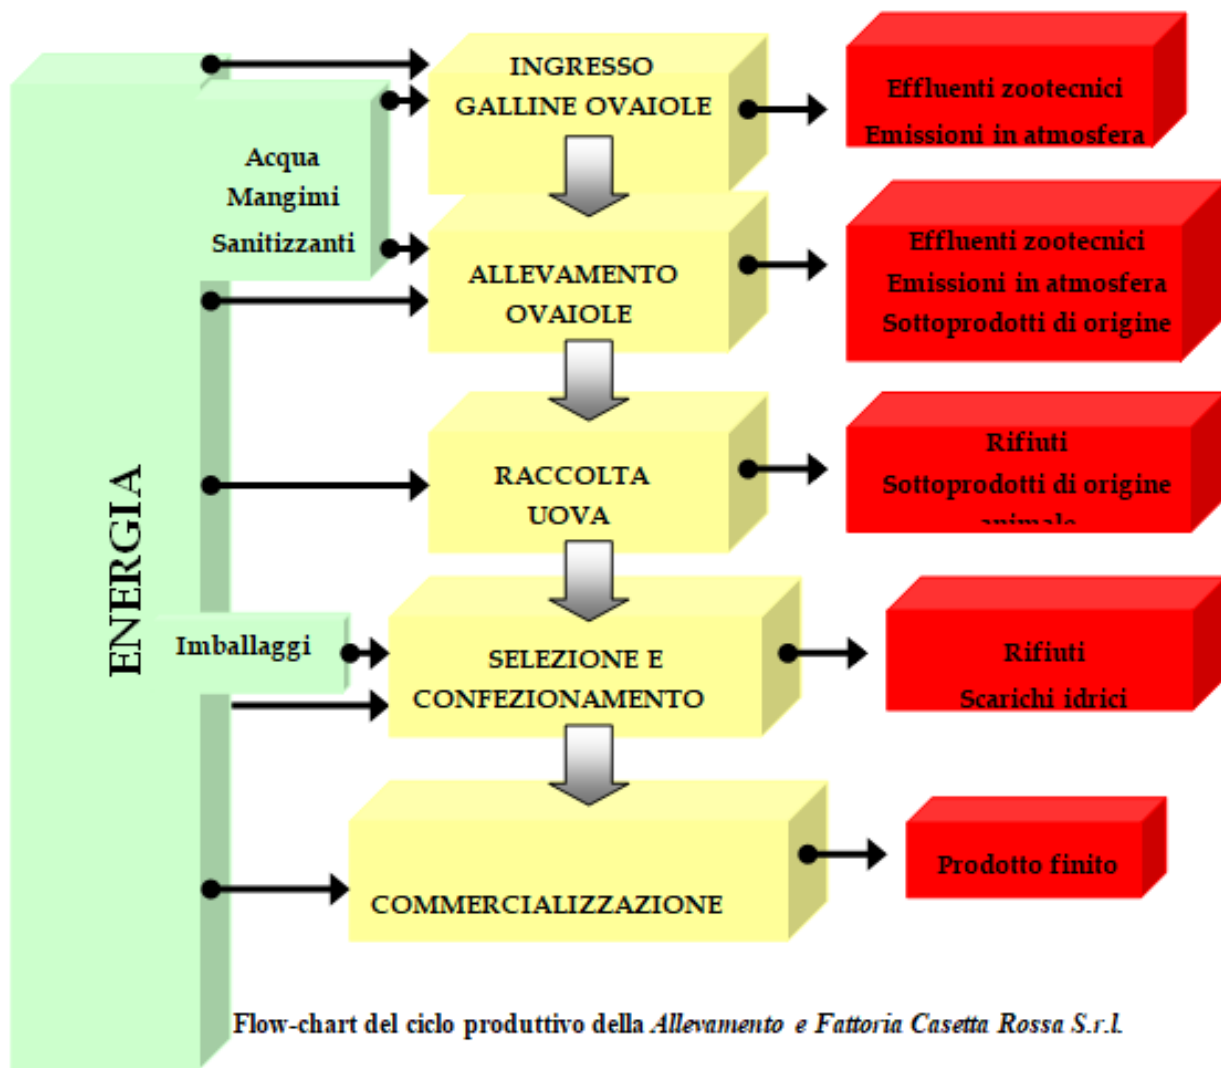 ENERGIA
Acqua
Mangimi
Sanitizzanti
Imballaggi
INGRESSO
GALLINE OVAIOLE
Effluenti zootecnici
Emissioni in atmosfera
ALLEVAMENTO
OVAIOLE
Effluenti zootecnici
Emissioni in atmosfera
Sottoprodotti di origine
RACCOLTA
UOVA
Rifiuti
Sottoprodotti di origine
animale
SELEZIONE E
CONFEZIONAMENTO
Rifiuti
Scarichi idrici
COMMERCIALIZZAZIONE
Prodotto finito
Flow-chart del ciclo produttivo della Allevamento e Fattoria Casetta Rossa S.r.l.